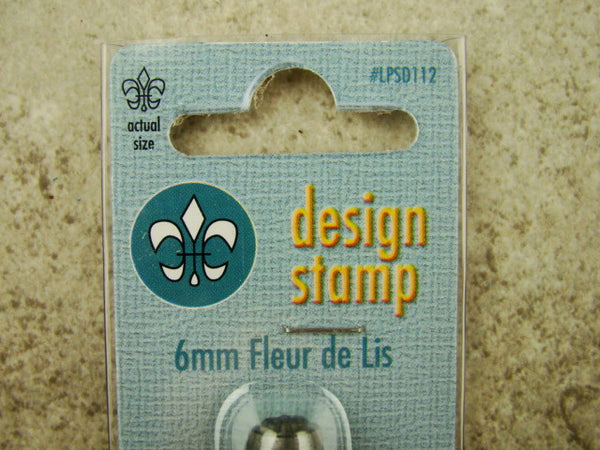 #LPSD112
actual
size
design
stamp
6mm Fleur de Lis